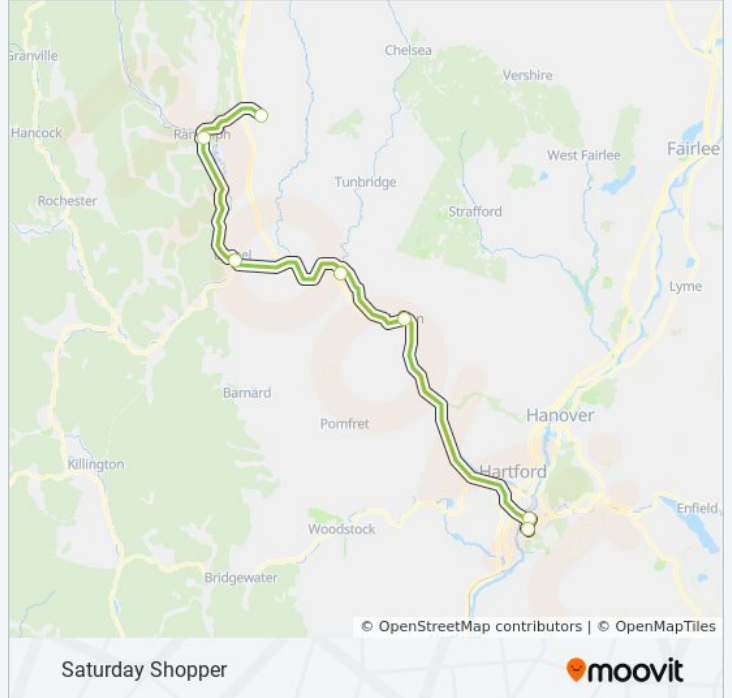 Chelsea
Granville
Vershire
Hancock
Fairlee
West Fairlee
Tunbridge
Rochester
Strafford
Lyme
Barnard
Hanover
Pomfret
Killington
Hartford
Enfield
Woodstock
Bridgewater
© OpenStreetMap contributors | © OpenMapTiles
Saturday Shopper
moovit